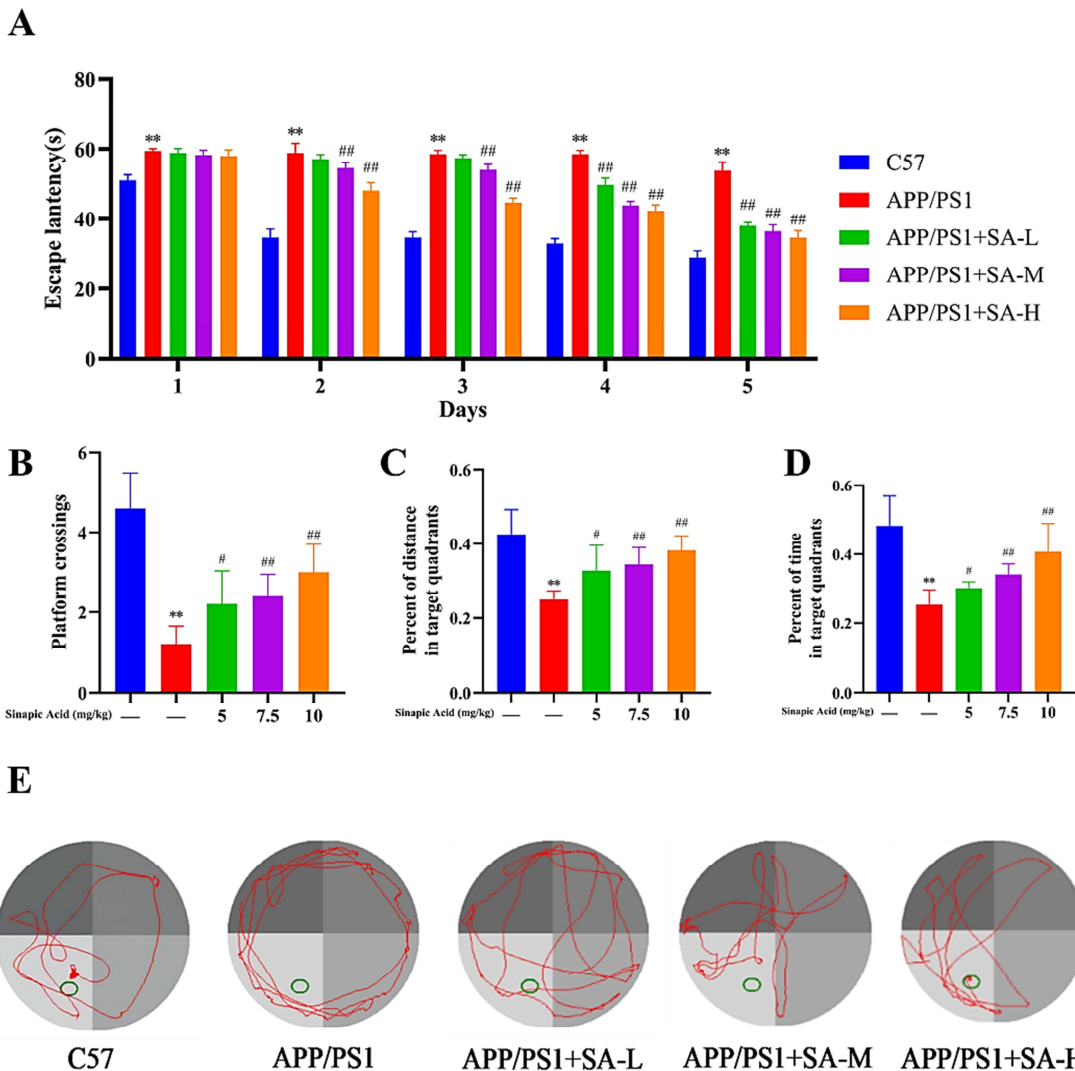 A
Escape lantency(s)
80
60
40
20
0
** ** ## ## ** ## ## ** ## ## ## ** ## ## ##
1 2 3 4 5
Days
C57
APP/PS1
APP/PS1+SA-L
APP/PS1+SA-M
APP/PS1+SA-H
B
Platform crossings
6
4
2
0
** # ## ##
Sinapic Acid (mg/kg) — — 5 7.5 10
C
Percent of distance
in target quadrants
0.6
0.4
0.2
0.0
** # ## ##
Sinapic Acid (mg/kg) — — 5 7.5 10
D
Percent of time
in target quadrants
0.6
0.4
0.2
0.0
** # ## ##
Sinapic Acid (mg/kg) — — 5 7.5 10
E
C57 APP/PS1 APP/PS1+SA-L APP/PS1+SA-M APP/PS1+SA-H